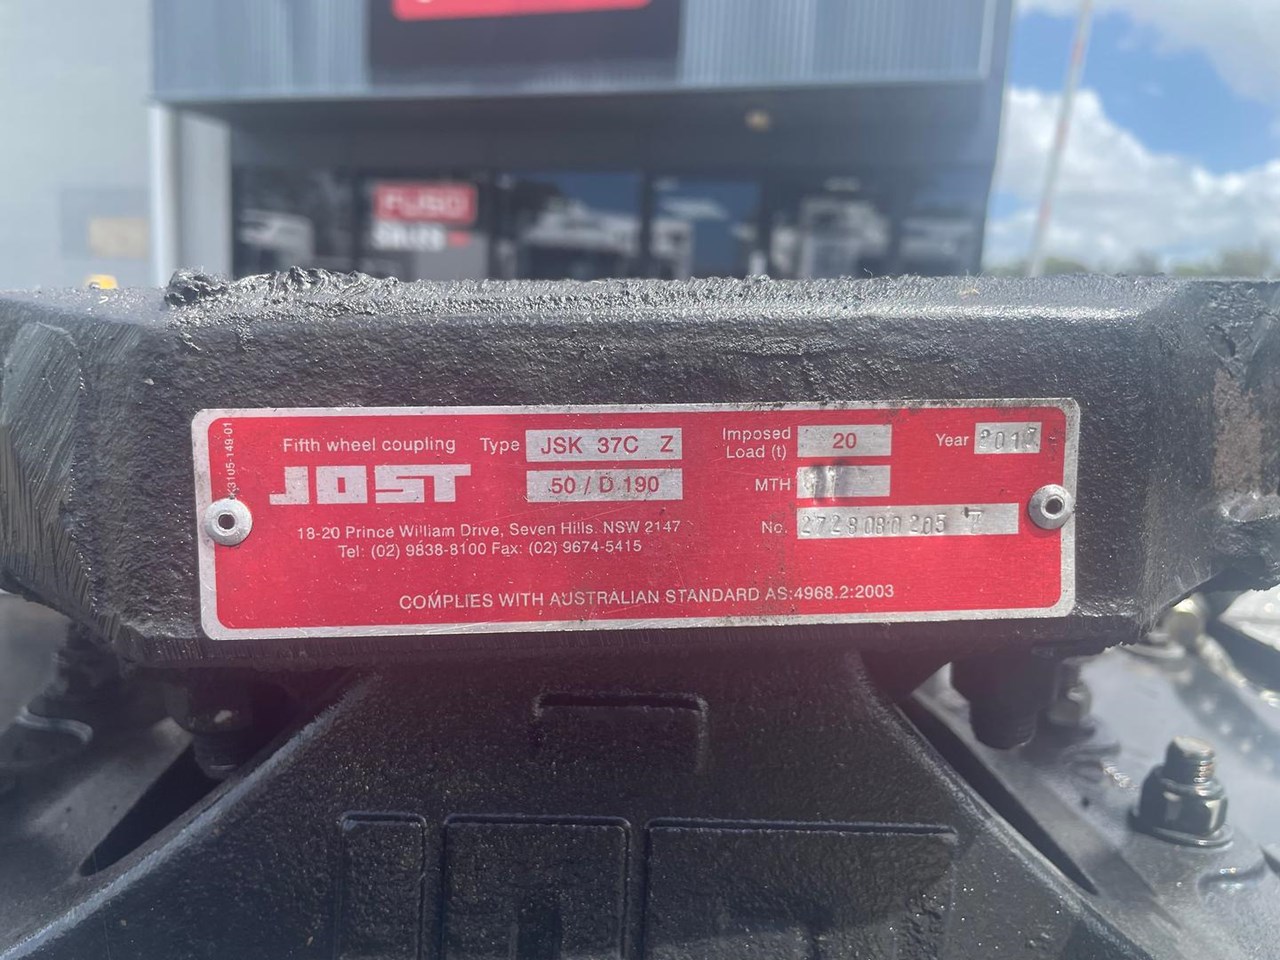 FUSO
SALES
Fifth wheel coupling
JOST
Type JSK 37C Z
50 / D 190
Imposed Load (t) 20
MTH
Year 2017
No. 2728080205
18-20 Prince William Drive, Seven Hills. NSW 2147
Tel: (02) 9838-8100 Fax: (02) 9674-5415
COMPLIES WITH AUSTRALIAN STANDARD AS:4968.2:2003